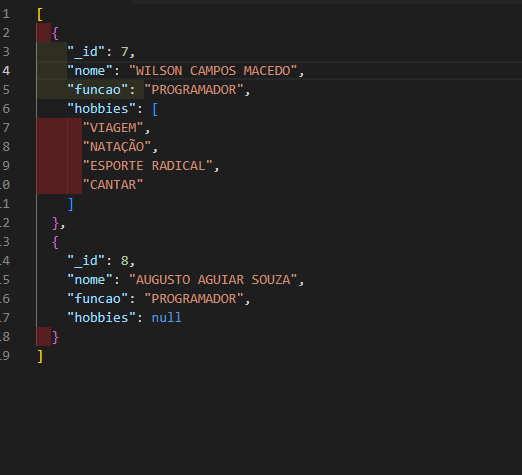 1 [
2   {
3     "_id": 7,
4     "nome": "WILSON CAMPOS MACEDO",
5     "funcao": "PROGRAMADOR",
6     "hobbies": [
7       "VIAGEM",
8       "NATAÇÃO",
9       "ESPORTE RADICAL",
10       "CANTAR"
11     ]
12   },
13   {
14     "_id": 8,
15     "nome": "AUGUSTO AGUIAR SOUZA",
16     "funcao": "PROGRAMADOR",
17     "hobbies": null
18   }
19 ]